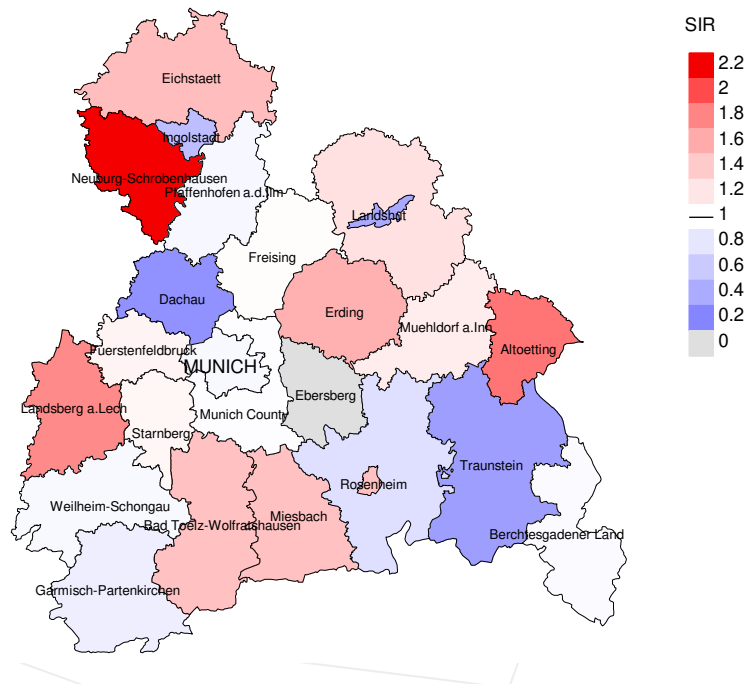 SIR
2.2
2
1.8
1.6
1.4
1.2
1
0.8
0.6
0.4
0.2
0
Eichstaett
Ingolstadt
Neuburg-Schrobenhausen
Pfaffenhofen a.d.Ilm
Landshut
Freising
Dachau
Erding
Muehldorf a.Inn
Altoetting
Fuerstenfeldbruck
MUNICH
Ebersberg
Landsberg a.Lech
Munich County
Starnberg
Traunstein
Rosenheim
Weilheim-Schongau
Miesbach
Bad Toelz-Wolfratshausen
Berchtesgadener Land
Garmisch-Partenkirchen